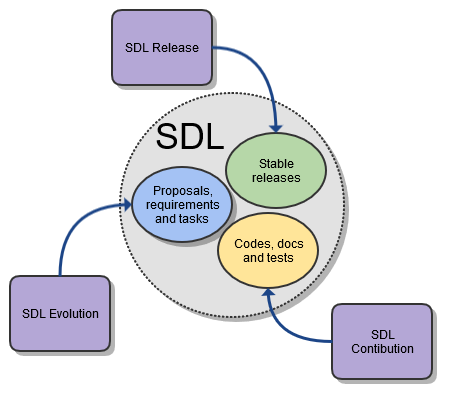 SDL Release
SDL
Stable
releases
Proposals,
requirements
and tasks
Codes, docs
and tests
SDL Evolution
SDL
Contibution